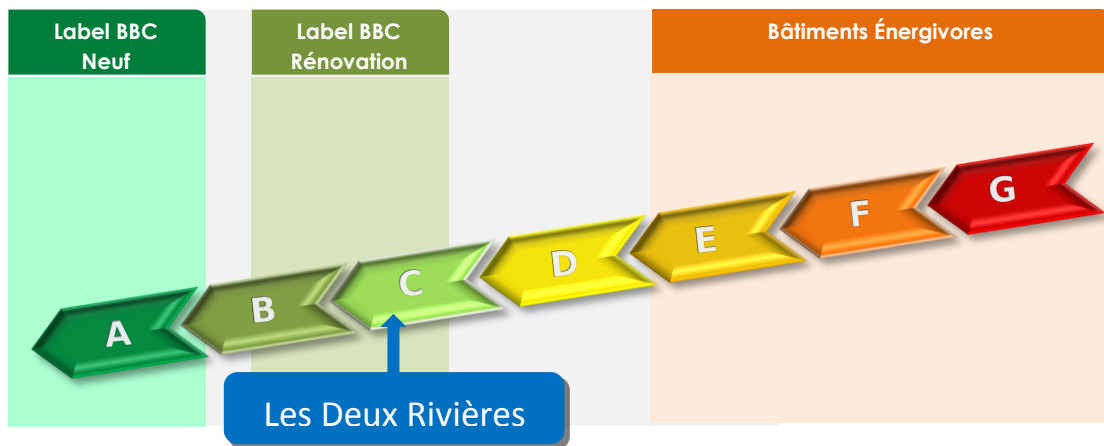 Label BBC
Neuf
Label BBC
Rénovation
Bâtiments Énergivores
A
B
C
D
E
F
G
Les Deux Rivières